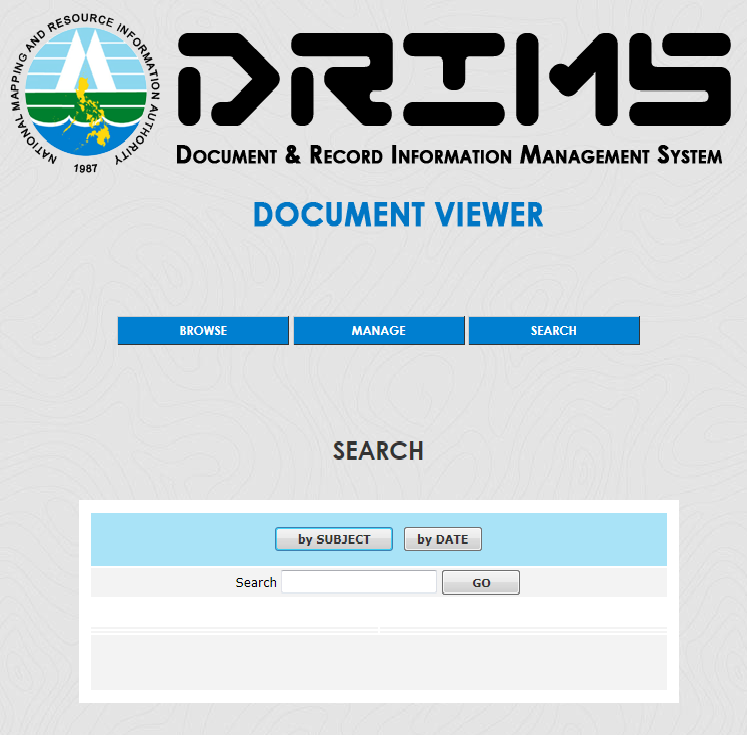 NATIONAL MAPPING AND RESOURCE INFORMATION AUTHORITY
1987
DRIMS
DOCUMENT & RECORD INFORMATION MANAGEMENT SYSTEM
DOCUMENT VIEWER
BROWSE MANAGE SEARCH
SEARCH
by SUBJECT by DATE
Search GO